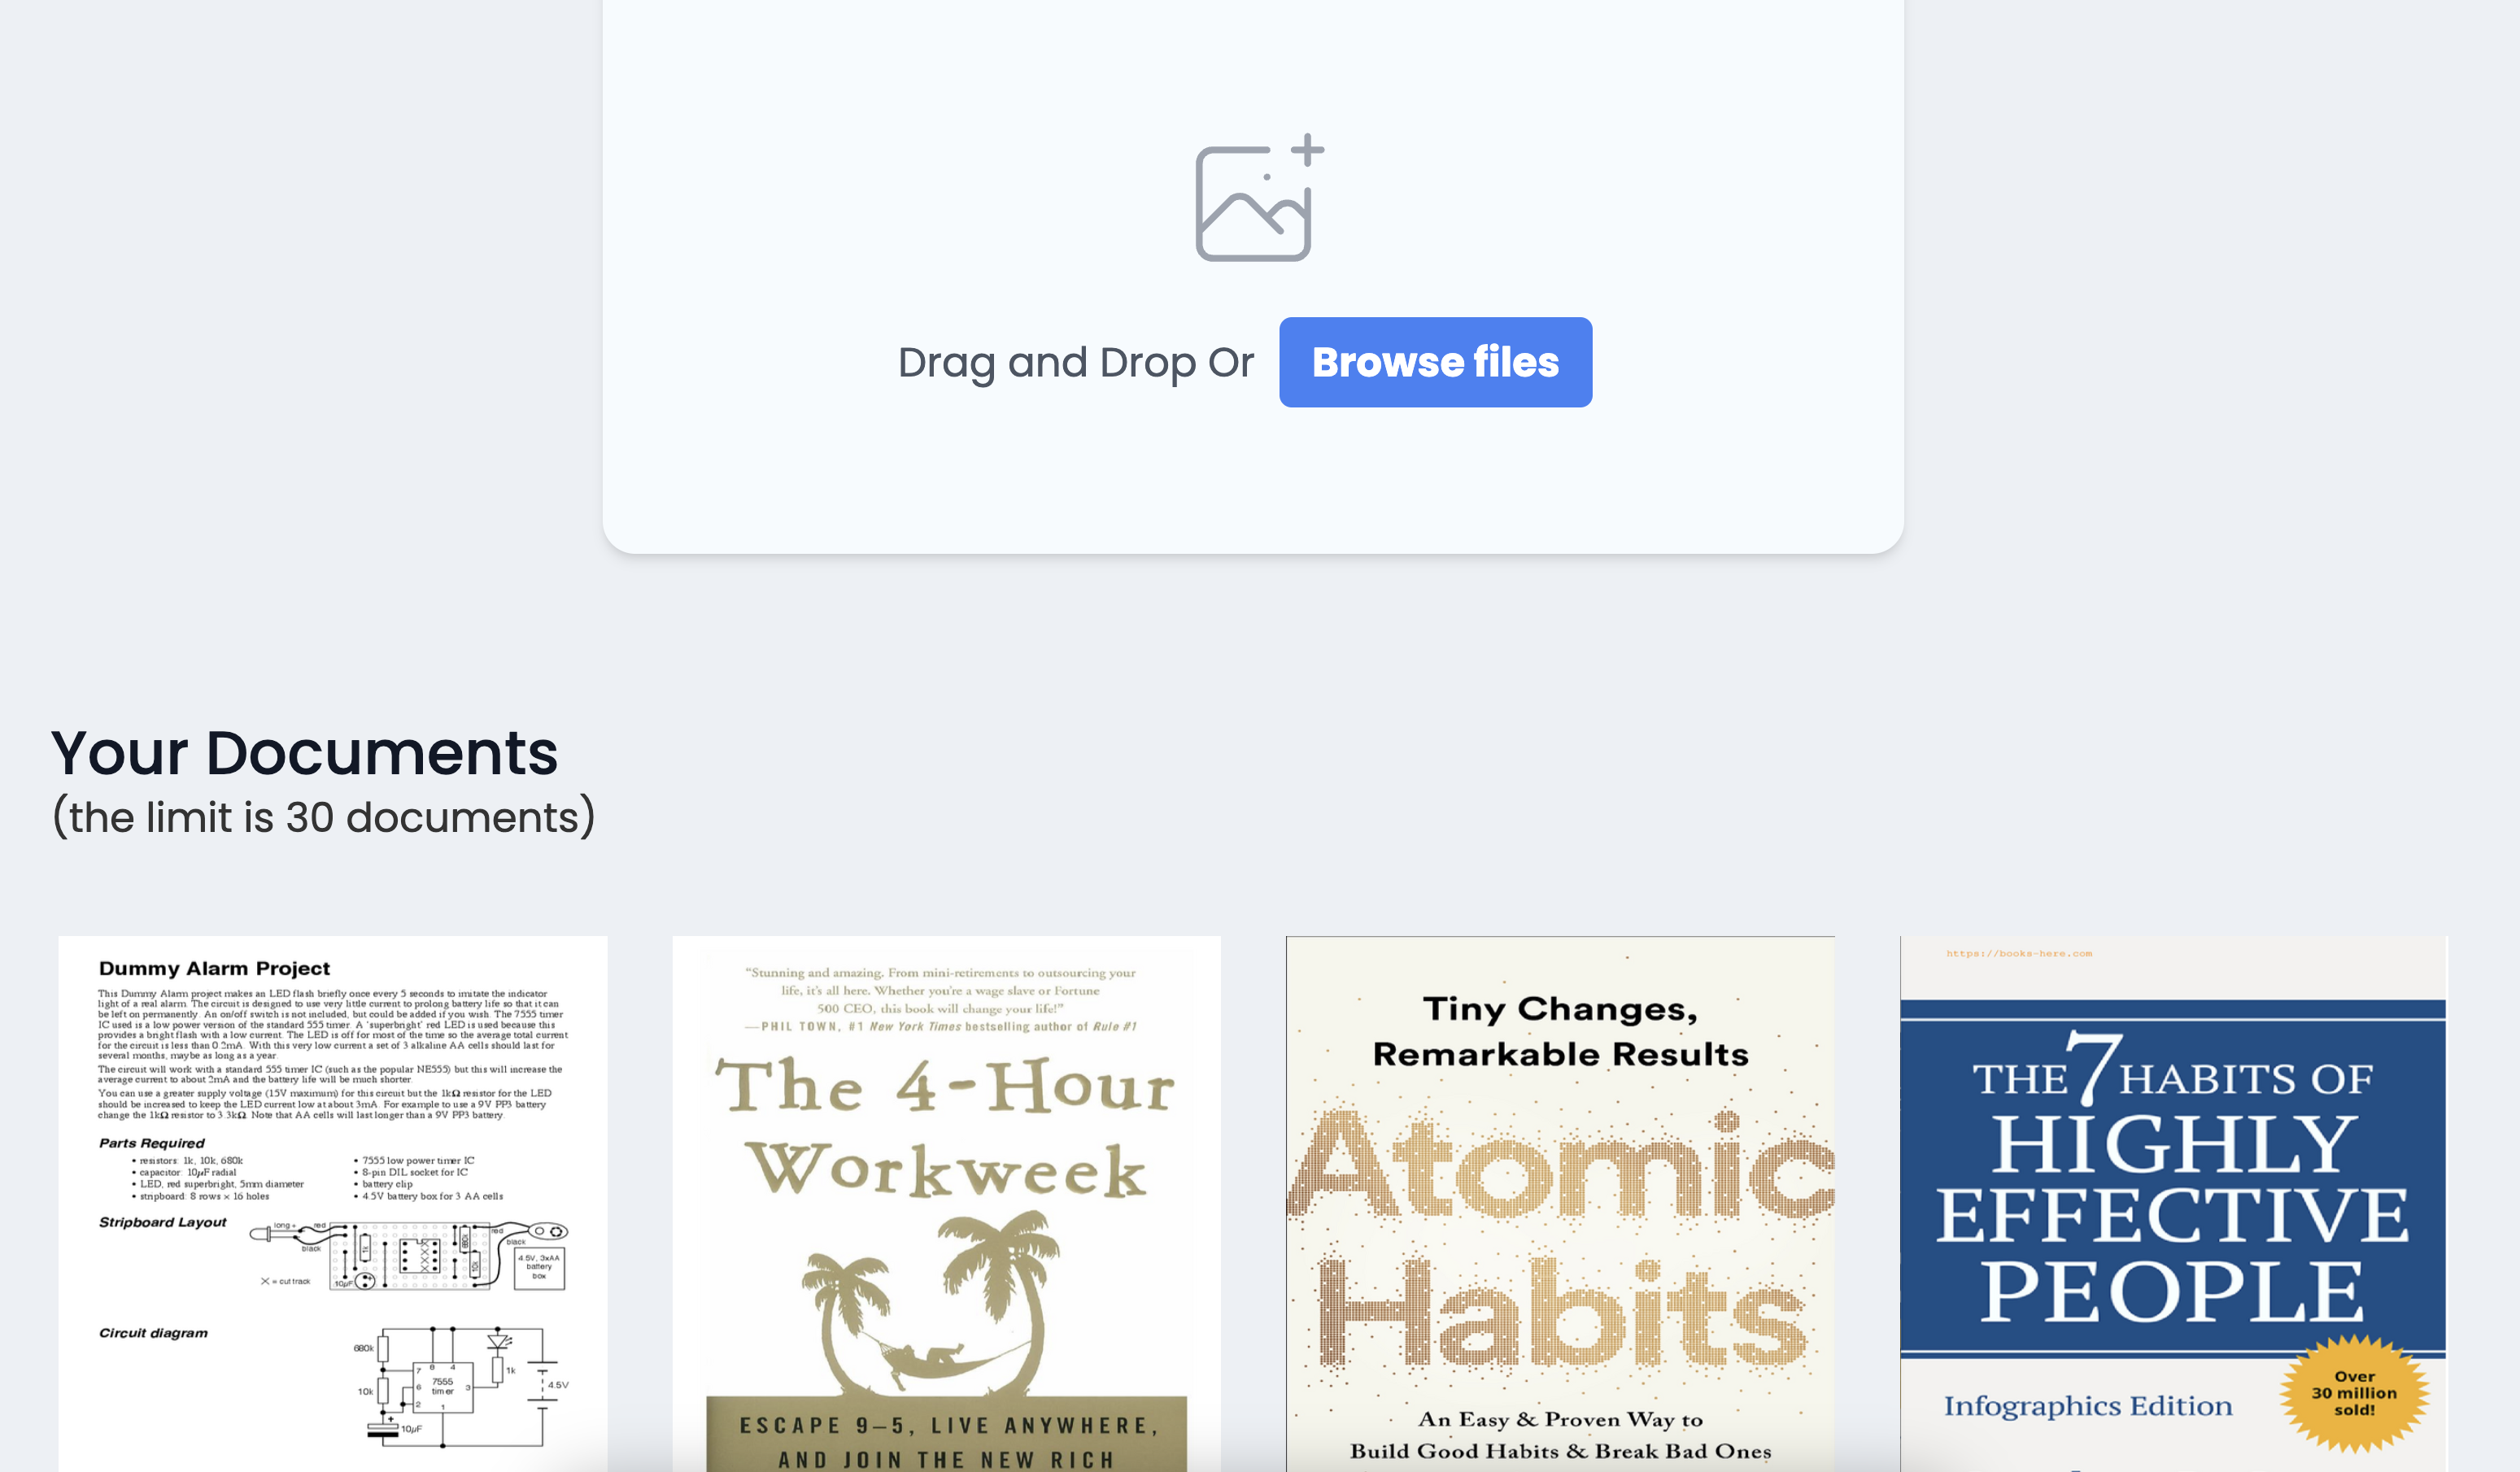 Drag and Drop Or
Browse files
Your Documents
(the limit is 30 documents)
Dummy Alarm Project
This Dummy Alarm project makes an LED flash briefly once every 5 seconds to imitate the indicator
light of a real alarm. The circuit is designed to use very little current to prolong battery life so that it can
be left on permanently. An on/off switch is not included, but could be added if you wish. The 7555 timer
IC used is a low power version of the standard 555 timer. A 'superbright' red LED is used because this
provides a bright flash with a low current. The LED is off for most of the time so the average total current
for the circuit is less than 0.2mA. With this very low current a set of 3 alkaline AA cells should last for
several months, maybe as long as a year.
The circuit will work with a standard 555 timer IC (such as the popular NE555) but this will increase the
average current to about 2mA and the battery life will be much shorter.
You can use a greater supply voltage (15V maximum) for this circuit but the 1kΩ resistor for the LED
should be increased to keep the LED current low at about 3mA. For example to use a 9V PP3 battery
change the 1kΩ resistor to 3.3kΩ. Note that AA cells will last longer than a 9V PP3 battery.
Parts Required
• resistors: 1k, 10k, 680k
• capacitor: 10µF radial
• LED, red superbright, 5mm diameter
• stripboard: 8 rows × 16 holes
• 7555 low power timer IC
• 8-pin DIL socket for IC
• battery clip
• 4.5V battery box for 3 AA cells
Stripboard Layout
long +
red
black
1k
680k
10k
10µF
+
red
black
4.5V, 3xAA
battery
box
X = cut track
Circuit diagram
680k
10k
10µF
+
7
6
2
8
4
7555
timer
3
1
1k
4.5V
"Stunning and amazing. From mini-retirements to outsourcing your
life, it's all here. Whether you're a wage slave or Fortune
500 CEO, this book will change your life!"
—PHIL TOWN, #1 New York Times bestselling author of Rule #1
The 4-Hour
Workweek
ESCAPE 9–5, LIVE ANYWHERE,
AND JOIN THE NEW RICH
Tiny Changes,
Remarkable Results
Atomic
Habits
An Easy & Proven Way to
Build Good Habits & Break Bad Ones
https://books-here.com
THE 7 HABITS OF
HIGHLY
EFFECTIVE
PEOPLE
Infographics Edition
Over
30 million
sold!